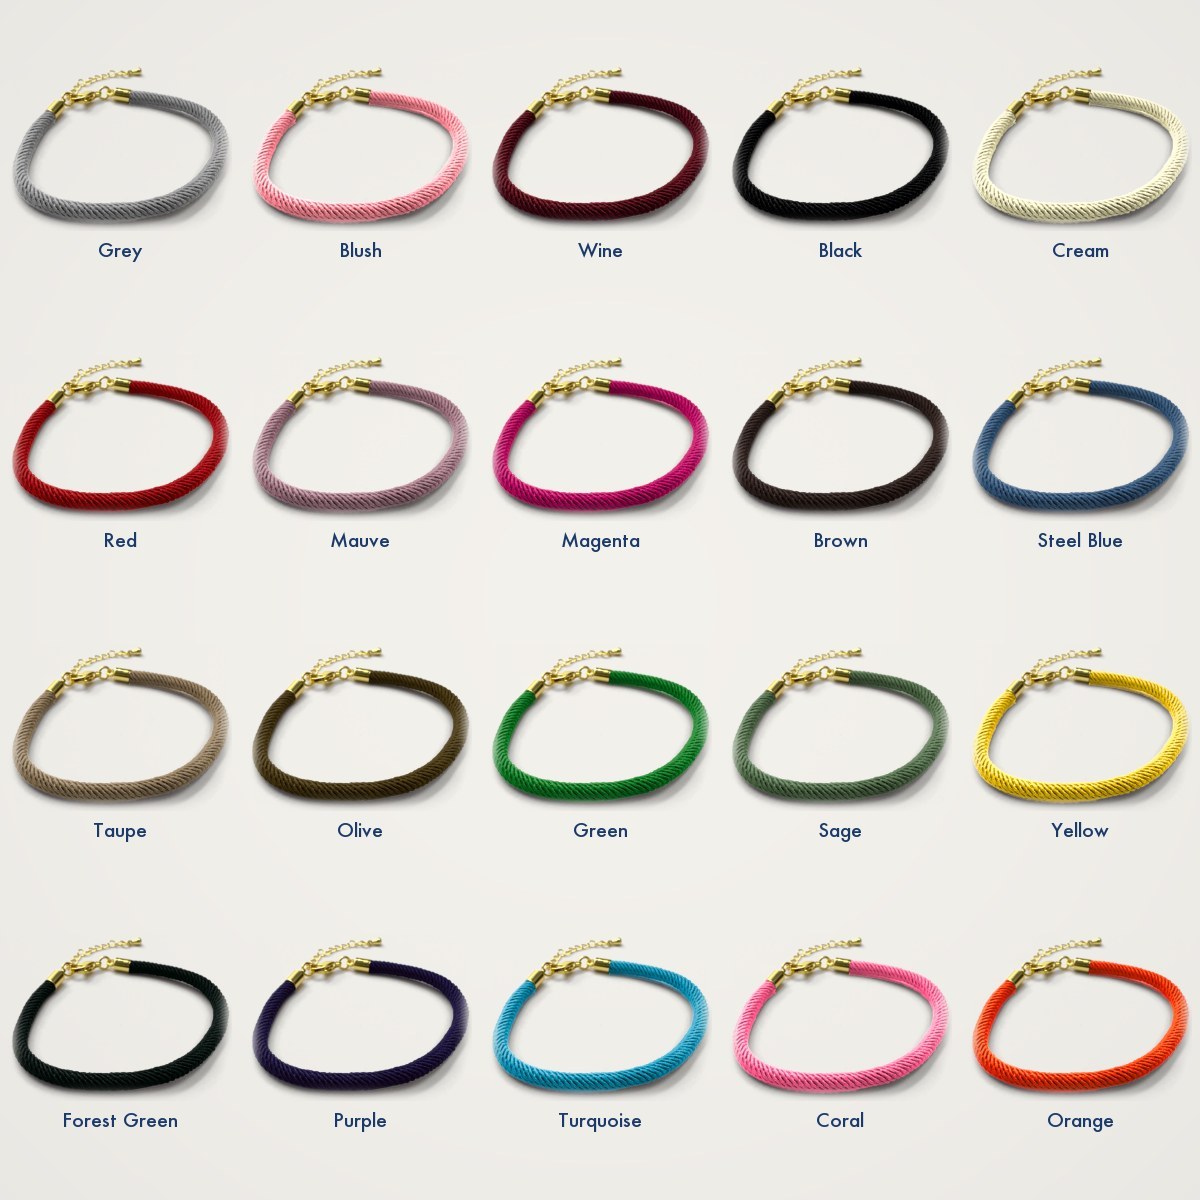 Grey
Blush
Wine
Black
Cream
Red
Mauve
Magenta
Brown
Steel Blue
Taupe
Olive
Green
Sage
Yellow
Forest Green
Purple
Turquoise
Coral
Orange